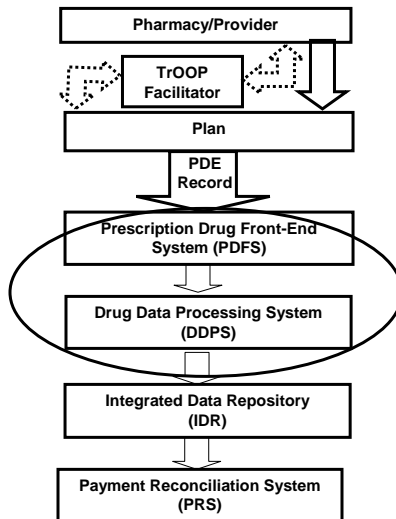 Pharmacy/Provider
TrOOP
Facilitator
Plan
PDE
Record
Prescription Drug Front-End
System (PDFS)
Drug Data Processing System
(DDPS)
Integrated Data Repository
(IDR)
Payment Reconciliation System
(PRS)